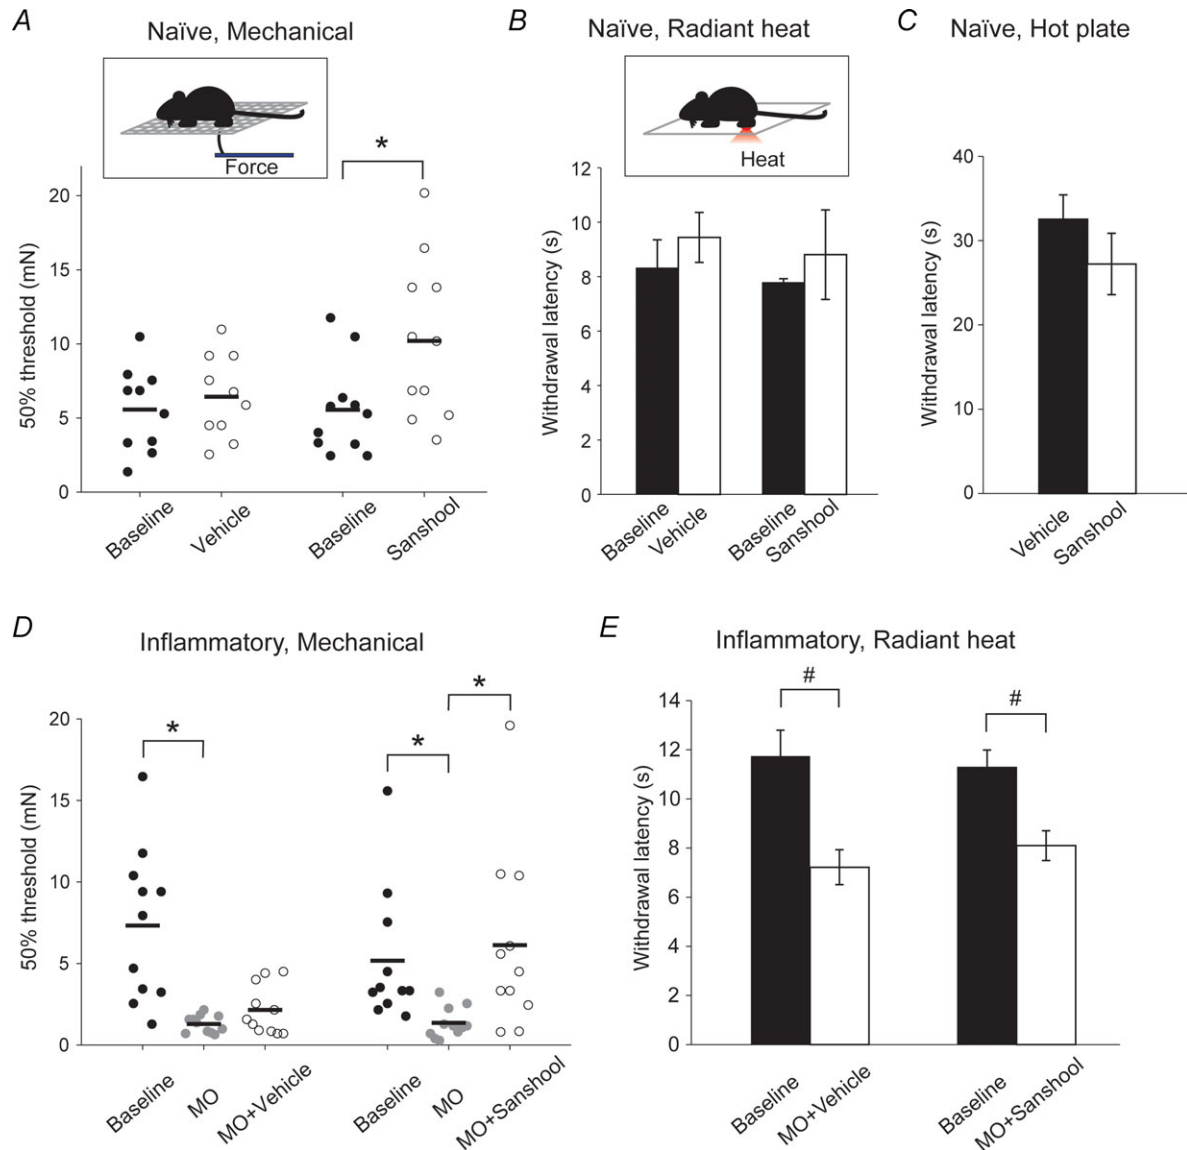 A
Naïve, Mechanical
Force
*
50% threshold (mN)
20
15
10
5
0
Baseline
Vehicle
Baseline
Sanshool
B
Naïve, Radiant heat
Heat
Withdrawal latency (s)
12
10
8
6
4
2
0
Baseline
Vehicle
Baseline
Sanshool
C
Naïve, Hot plate
Withdrawal latency (s)
40
30
20
10
0
Vehicle
Sanshool
D
Inflammatory, Mechanical
*
*
*
50% threshold (mN)
20
15
10
5
0
Baseline
MO
MO+Vehicle
Baseline
MO
MO+Sanshool
E
Inflammatory, Radiant heat
#
#
Withdrawal latency (s)
14
12
10
8
6
4
2
0
Baseline
MO+Vehicle
Baseline
MO+Sanshool